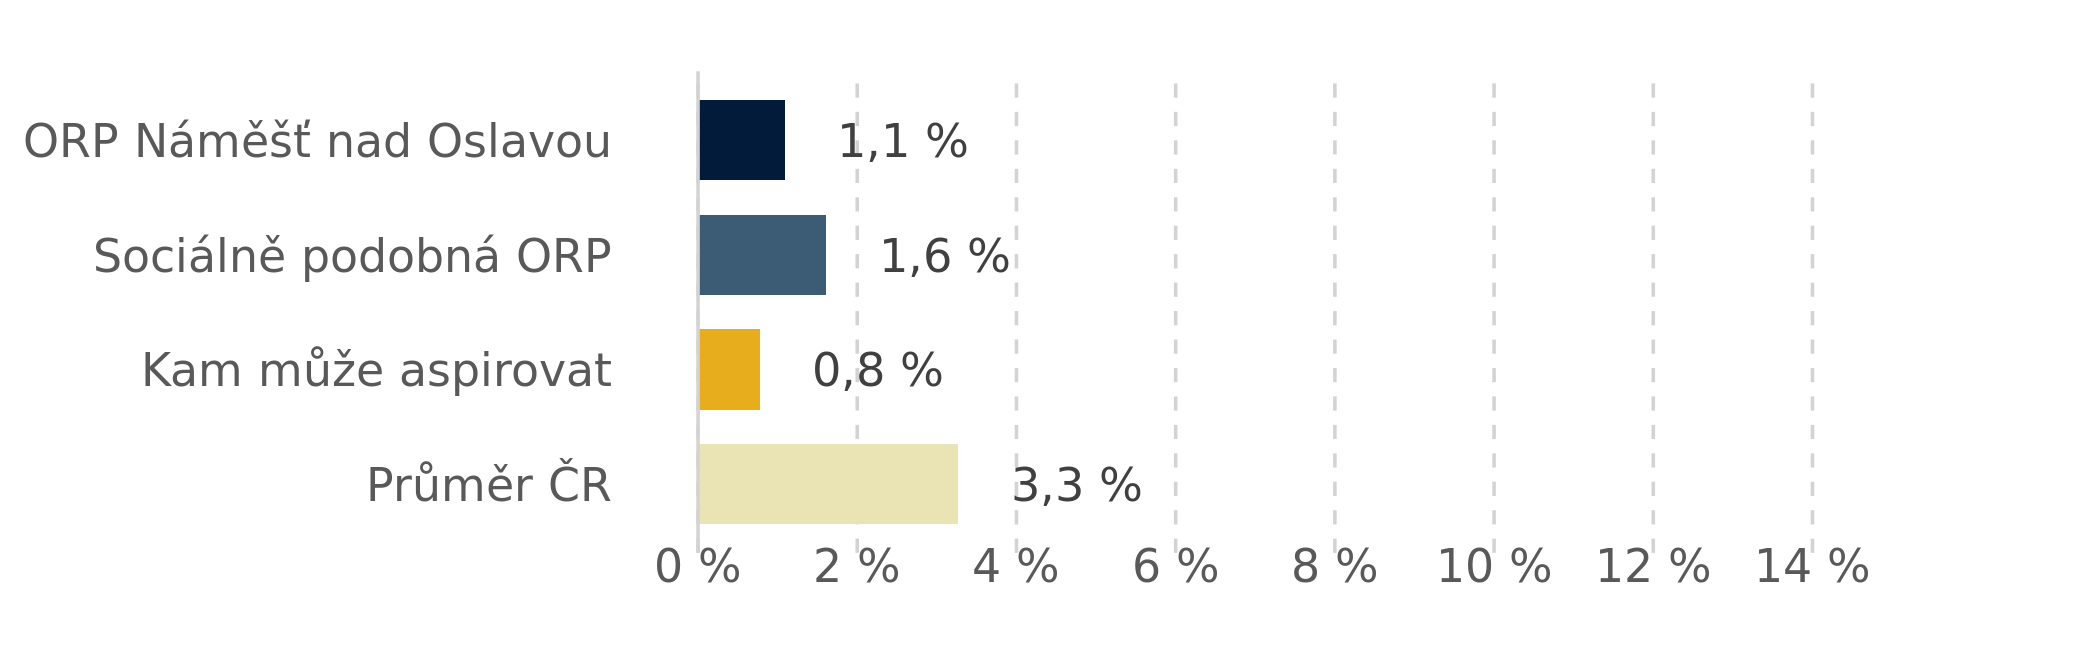 ORP Náměšť nad Oslavou 1,1 %
Sociálně podobná ORP 1,6 %
Kam může aspirovat 0,8 %
Průměr ČR 3,3 %
0 % 2 % 4 % 6 % 8 % 10 % 12 % 14 %